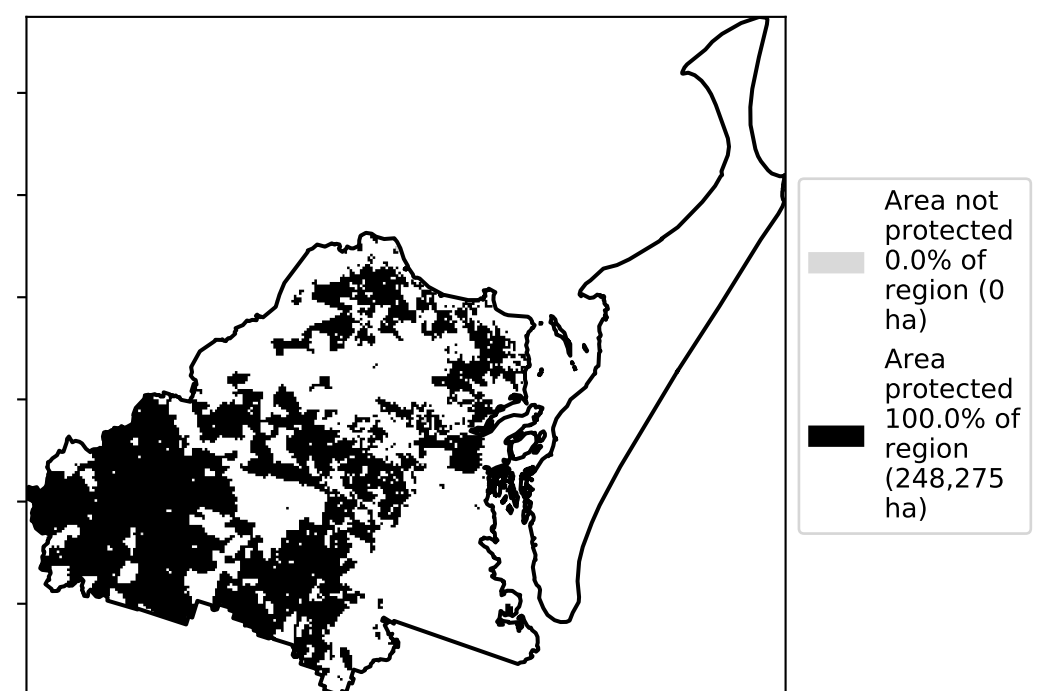 Area not
protected
0.0% of
region (0
ha)
Area
protected
100.0% of
region
(248,275
ha)